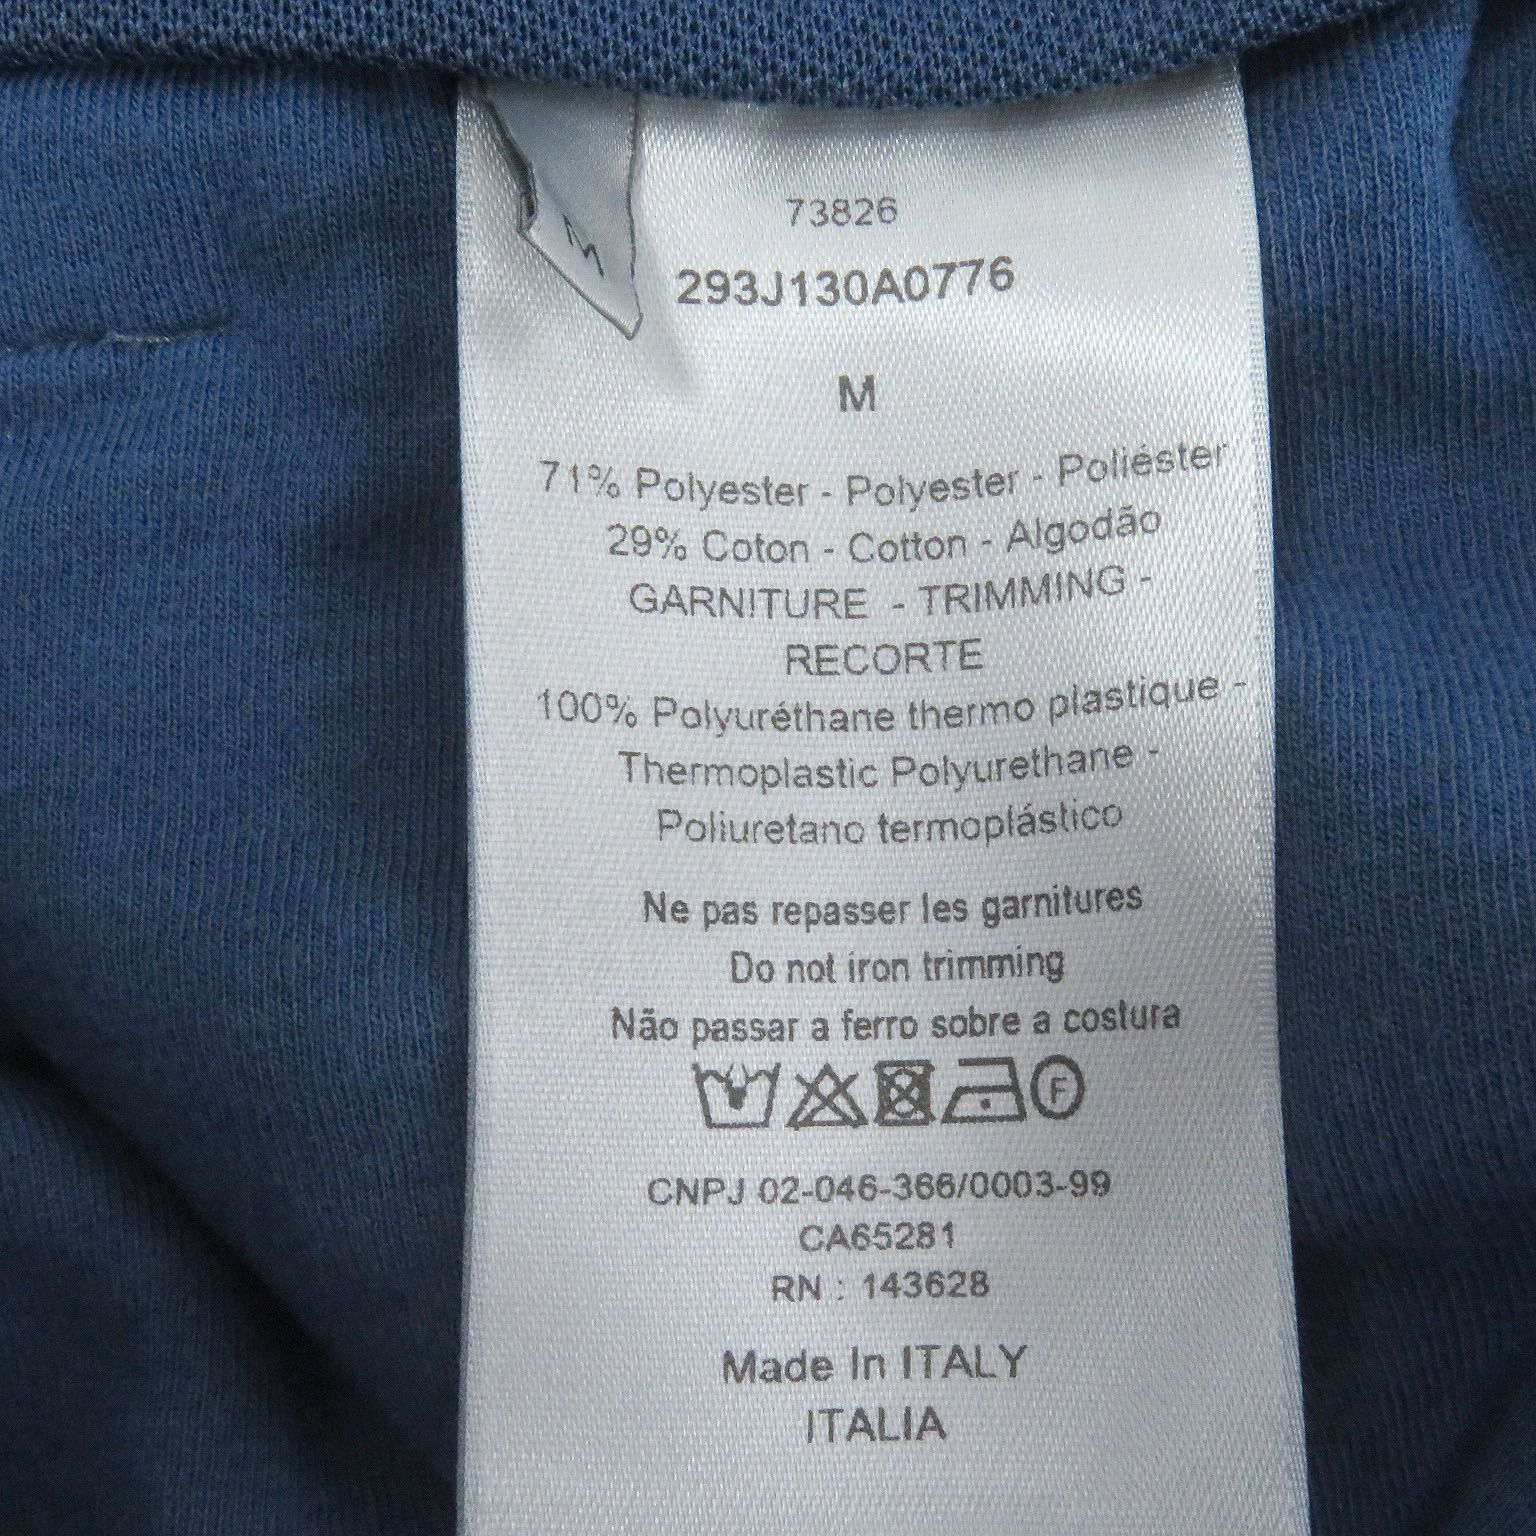 73826
293J130A0776
M
71% Polyester - Polyester - Poliéster
29% Coton - Cotton - Algodão
GARNITURE - TRIMMING -
RECORTE
100% Polyuréthane thermo plastique -
Thermoplastic Polyurethane -
Poliuretano termoplástico
Ne pas repasser les garnitures
Do not iron trimming
Não passar a ferro sobre a costura
F
CNPJ 02-046-366/0003-99
CA65281
RN : 143628
Made In ITALY
ITALIA